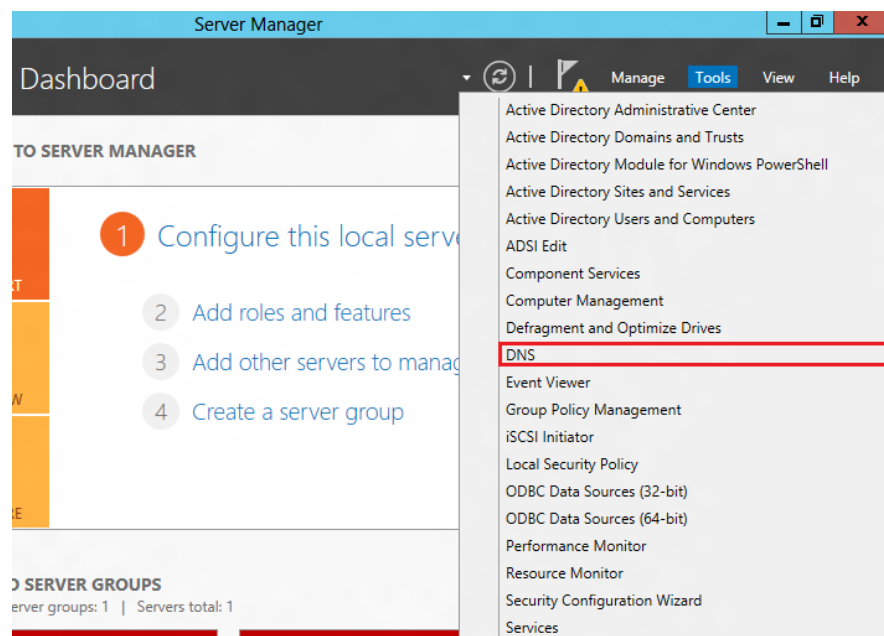 Server Manager
Dashboard
Manage Tools View Help
TO SERVER MANAGER
1 Configure this local serve
2 Add roles and features
3 Add other servers to manag
4 Create a server group
Active Directory Administrative Center
Active Directory Domains and Trusts
Active Directory Module for Windows PowerShell
Active Directory Sites and Services
Active Directory Users and Computers
ADSI Edit
Component Services
Computer Management
Defragment and Optimize Drives
DNS
Event Viewer
Group Policy Management
iSCSI Initiator
Local Security Policy
ODBC Data Sources (32-bit)
ODBC Data Sources (64-bit)
Performance Monitor
Resource Monitor
Security Configuration Wizard
Services
SERVER GROUPS
erver groups: 1 | Servers total: 1